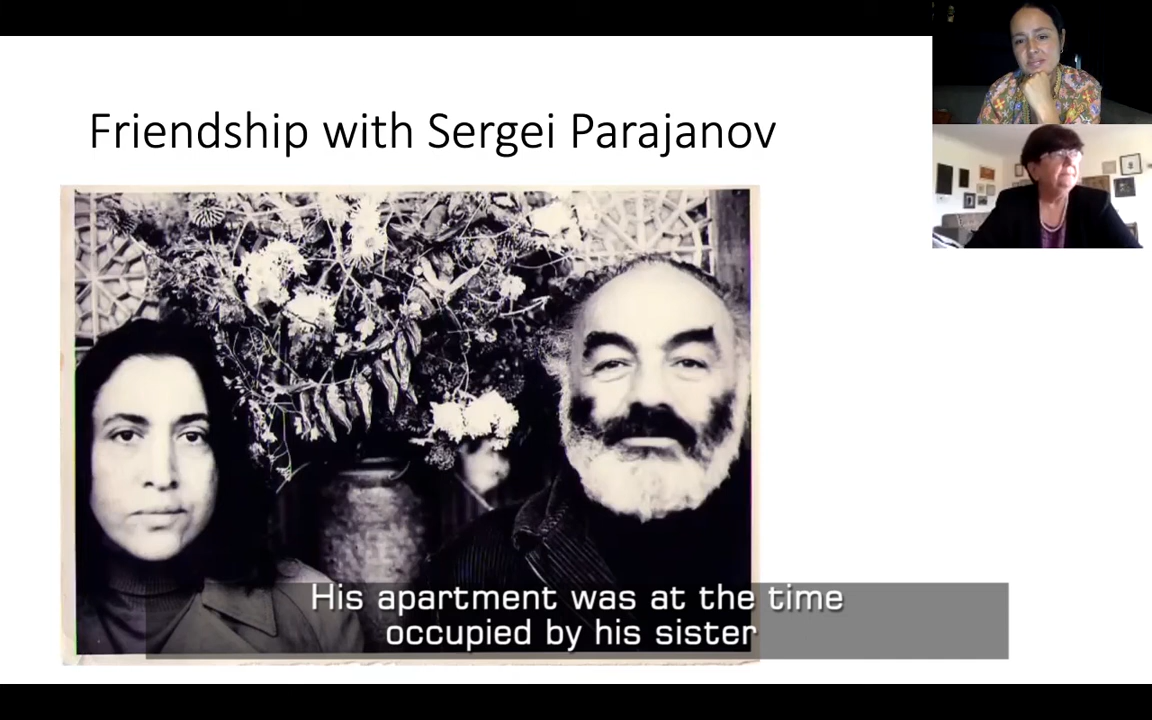 Friendship with Sergei Parajanov
His apartment was at the time
occupied by his sister